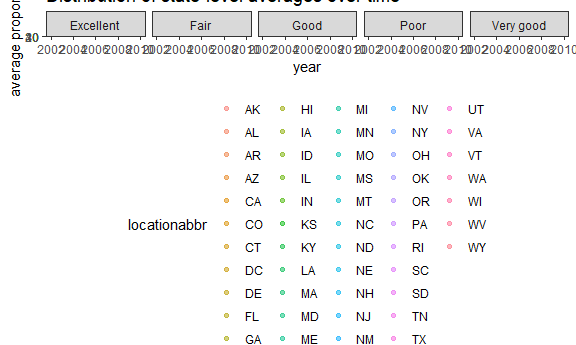 Distribution of state-level averages over time
Excellent Fair Good Poor Very good
2002 2004 2006 2008 2010 2002 2004 2006 2008 2010 2002 2004 2006 2008 2010 2002 2004 2006 2008 2010 2002 2004 2006 2008 2010
average propor
year
AK HI MI NV UT
AL IA MN NY VA
AR ID MO OH VT
AZ IL MS OK WA
CA IN MT OR WI
locationabbr CO KS NC PA WV
CT KY ND RI WY
DC LA NE SC
DE MA NH SD
FL MD NJ TN
GA ME NM TX